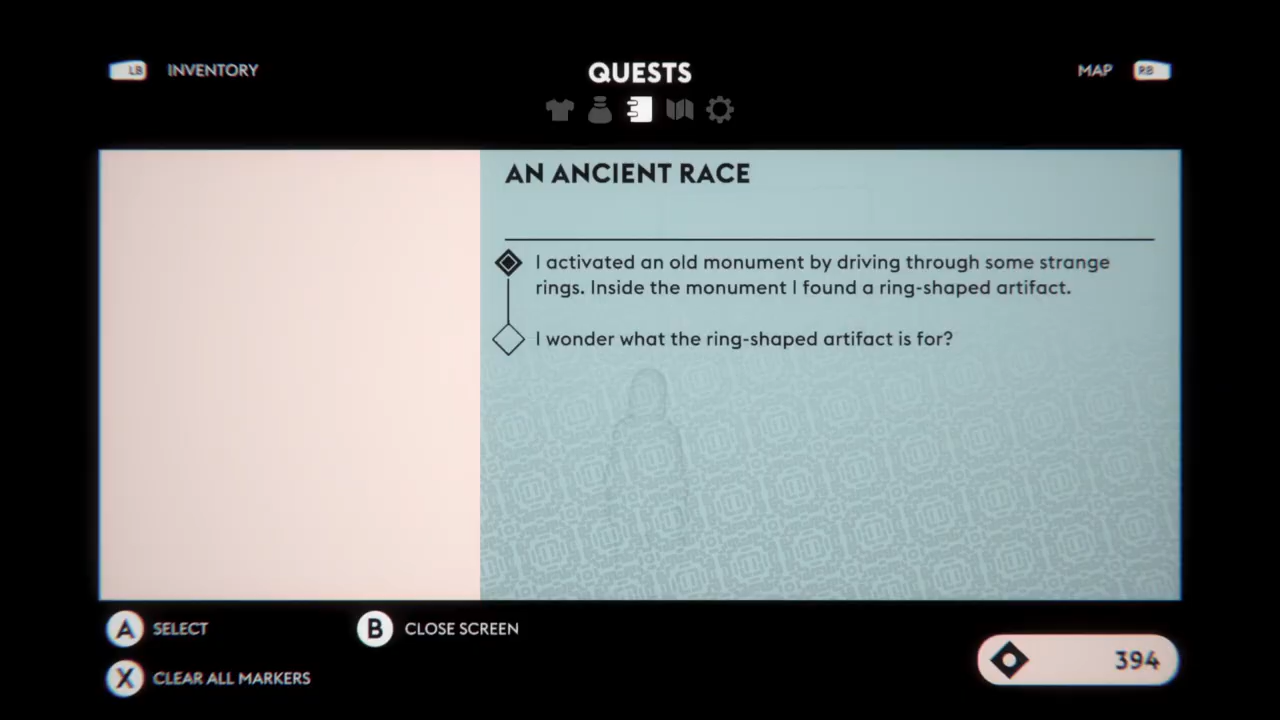 LB INVENTORY
QUESTS
MAP RB
AN ANCIENT RACE
I activated an old monument by driving through some strange
rings. Inside the monument I found a ring-shaped artifact.
I wonder what the ring-shaped artifact is for?
A SELECT
B CLOSE SCREEN
X CLEAR ALL MARKERS
394